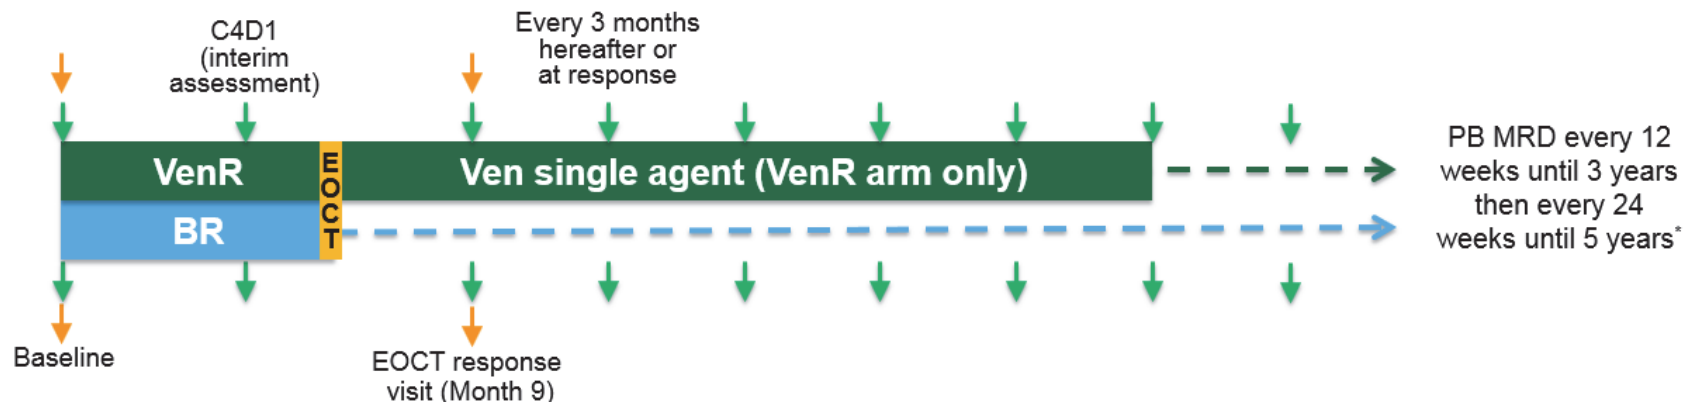 C4D1
(interim
assessment)
Every 3 months
hereafter or
at response
VenR
EOCT
Ven single agent (VenR arm only)
BR
PB MRD every 12
weeks until 3 years
then every 24
weeks until 5 years*
Baseline
EOCT response
visit (Month 9)